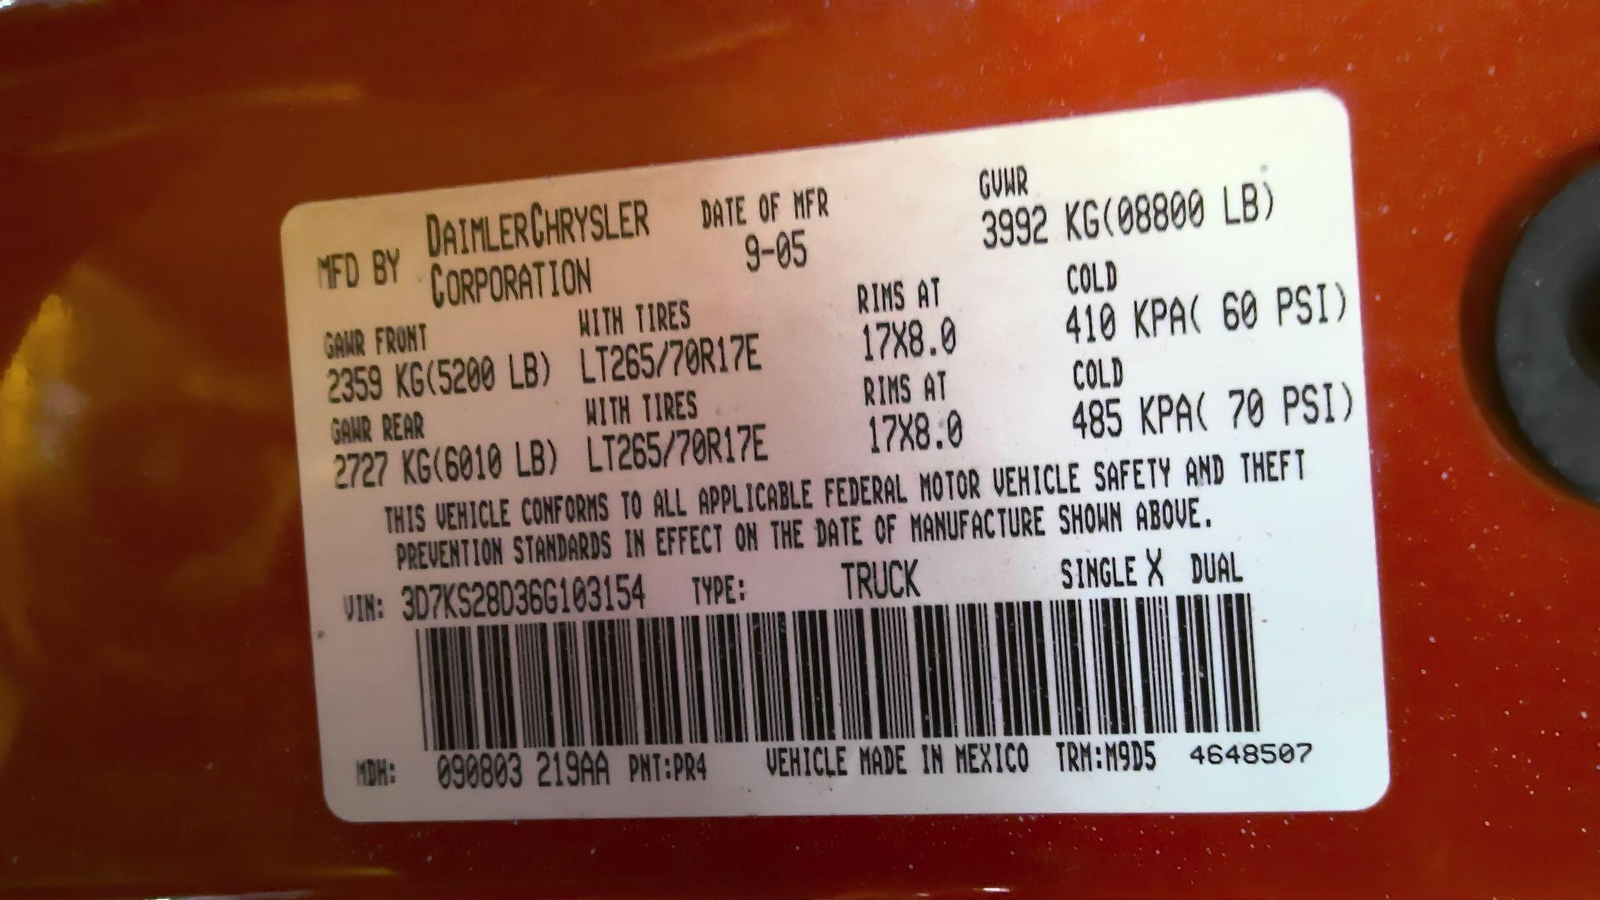 MFD BY DAIMLERCHRYSLER CORPORATION DATE OF MFR 9-05 GVWR 3992 KG(08800 LB)
GAWR FRONT WITH TIRES RIMS AT COLD
2359 KG(5200 LB) LT265/70R17E 17X8.0 410 KPA( 60 PSI)
GAWR REAR WITH TIRES RIMS AT COLD
2727 KG(6010 LB) LT265/70R17E 17X8.0 485 KPA( 70 PSI)
THIS VEHICLE CONFORMS TO ALL APPLICABLE FEDERAL MOTOR VEHICLE SAFETY AND THEFT
PREVENTION STANDARDS IN EFFECT ON THE DATE OF MANUFACTURE SHOWN ABOVE.
VIN: 3D7KS28D36G103154 TYPE: TRUCK SINGLE X DUAL
MDH: 090803 219AA PNT:PR4 VEHICLE MADE IN MEXICO TRM:M9D5 4648507